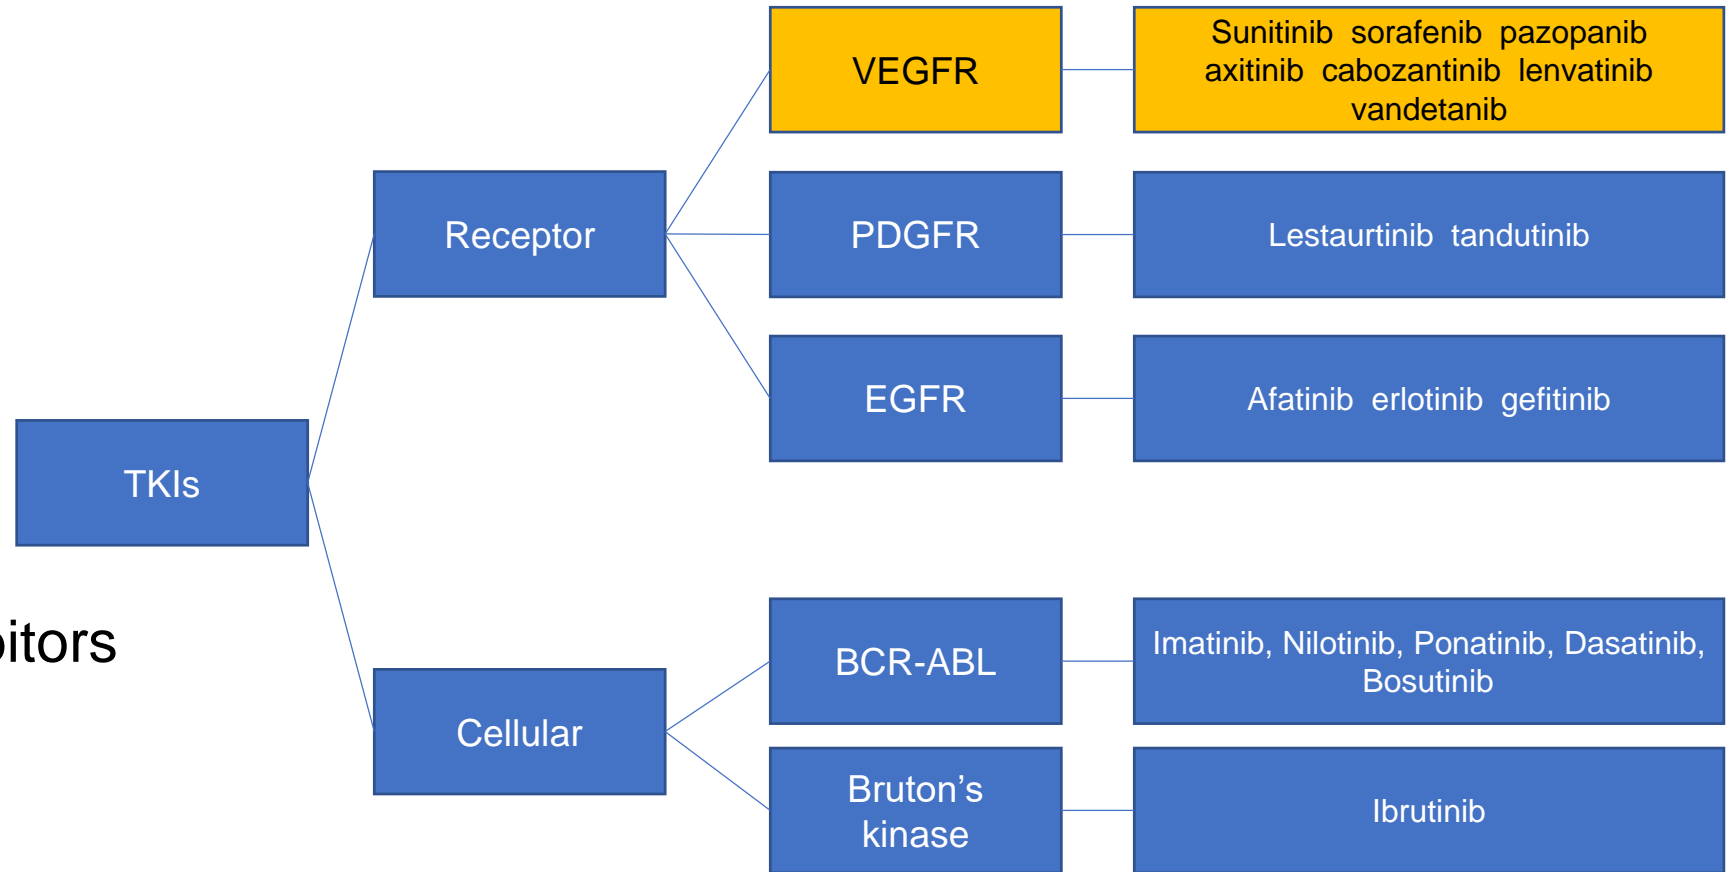 TKIs
bitors
Receptor
VEGFR
Sunitinib sorafenib pazopanib
axitinib cabozantinib lenvatinib
vandetanib
PDGFR
Lestaurtinib tandutinib
EGFR
Afatinib erlotinib gefitinib
Cellular
BCR-ABL
Imatinib, Nilotinib, Ponatinib, Dasatinib,
Bosutinib
Bruton’s
kinase
Ibrutinib